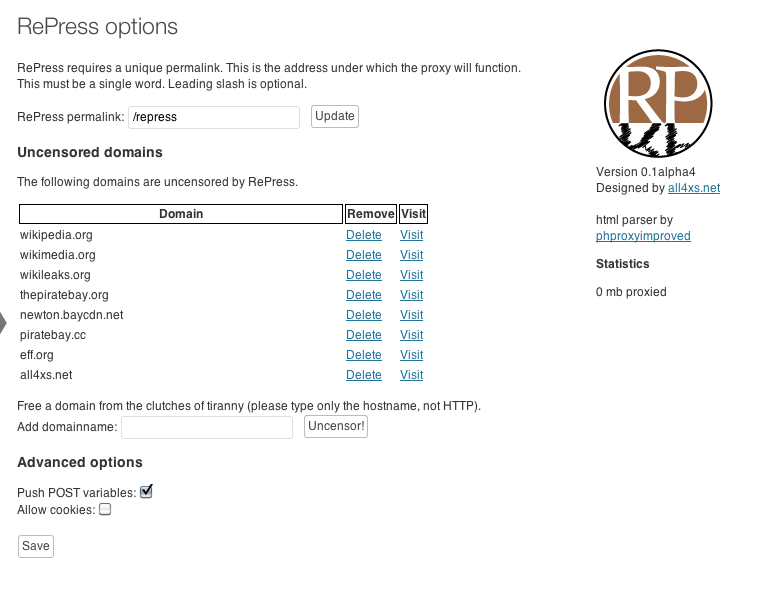 RePress options
RePress requires a unique permalink. This is the address under which the proxy will function.
This must be a single word. Leading slash is optional.
RePress permalink: /repress Update
Uncensored domains
The following domains are uncensored by RePress.
Domain Remove Visit
wikipedia.org Delete Visit
wikimedia.org Delete Visit
wikileaks.org Delete Visit
thepiratebay.org Delete Visit
newton.baycdn.net Delete Visit
piratebay.cc Delete Visit
eff.org Delete Visit
all4xs.net Delete Visit
Free a domain from the clutches of tiranny (please type only the hostname, not HTTP).
Add domainname: Uncensor!
Advanced options
Push POST variables:
Allow cookies:
Save
RP
Version 0.1alpha4
Designed by all4xs.net
html parser by
phproxyimproved
Statistics
0 mb proxied